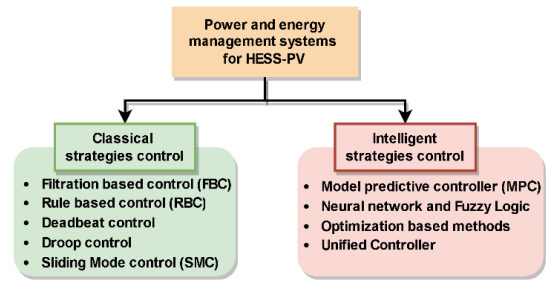 Power and energy
management systems
for HESS-PV
Classical
strategies control
• Filtration based control (FBC)
• Rule based control (RBC)
• Deadbeat control
• Droop control
• Sliding Mode control (SMC)
Intelligent
strategies control
• Model predictive controller (MPC)
• Neural network and Fuzzy Logic
• Optimization based methods
• Unified Controller